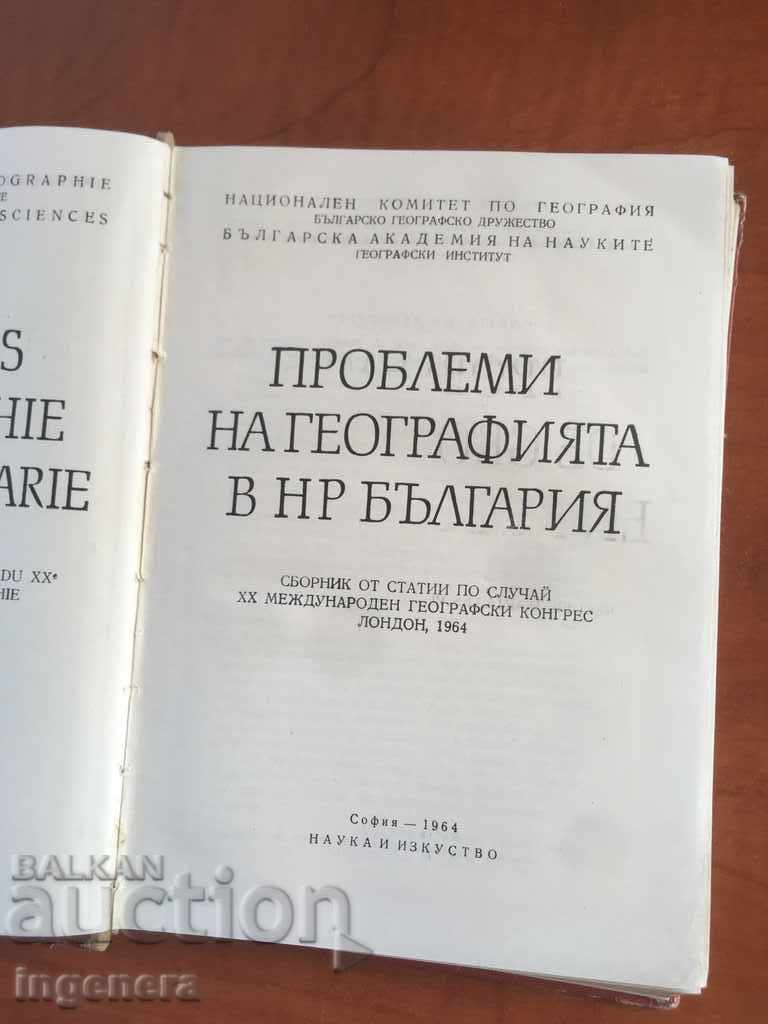 OGRAPHIE
E
SCIENCES
S
HIE
ARIE
DU XXe
HIE
НАЦИОНАЛЕН КОМИТЕТ ПО ГЕОГРАФИЯ
БЪЛГАРСКО ГЕОГРАФСКО ДРУЖЕСТВО
БЪЛГАРСКА АКАДЕМИЯ НА НАУКИТЕ
ГЕОГРАФСКИ ИНСТИТУТ
ПРОБЛЕМИ
НА ГЕОГРАФИЯТА
В НР БЪЛГАРИЯ
СБОРНИК ОТ СТАТИИ ПО СЛУЧАЙ
XX МЕЖДУНАРОДЕН ГЕОГРАФСКИ КОНГРЕС
ЛОНДОН, 1964
София — 1964
НАУКА И ИЗКУСТВО
BALKAN
auction
ingenera